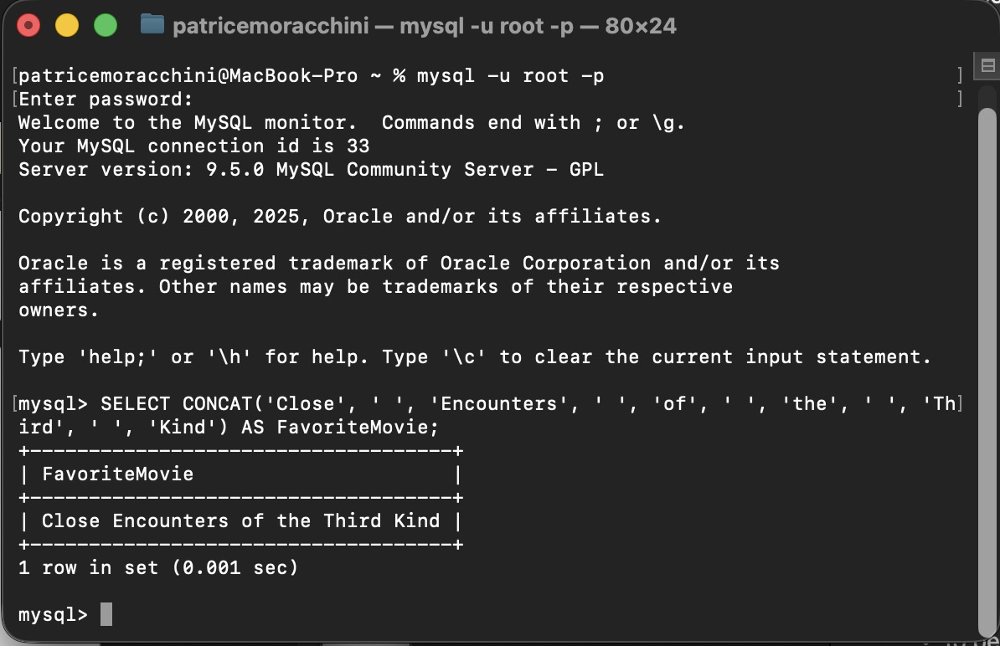 patricemoracchini — mysql -u root -p — 80×24
[patricemoracchini@MacBook-Pro ~ % mysql -u root -p ]
[Enter password: ]
Welcome to the MySQL monitor.  Commands end with ; or \g.
Your MySQL connection id is 33
Server version: 9.5.0 MySQL Community Server - GPL
Copyright (c) 2000, 2025, Oracle and/or its affiliates.
Oracle is a registered trademark of Oracle Corporation and/or its
affiliates. Other names may be trademarks of their respective
owners.
Type 'help;' or '\h' for help. Type '\c' to clear the current input statement.
[mysql> SELECT CONCAT('Close', ' ', 'Encounters', ' ', 'of', ' ', 'the', ' ', 'Th]
ird', ' ', 'Kind') AS FavoriteMovie;
+------------------------------------+
| FavoriteMovie                      |
+------------------------------------+
| Close Encounters of the Third Kind |
+------------------------------------+
1 row in set (0.001 sec)
mysql>